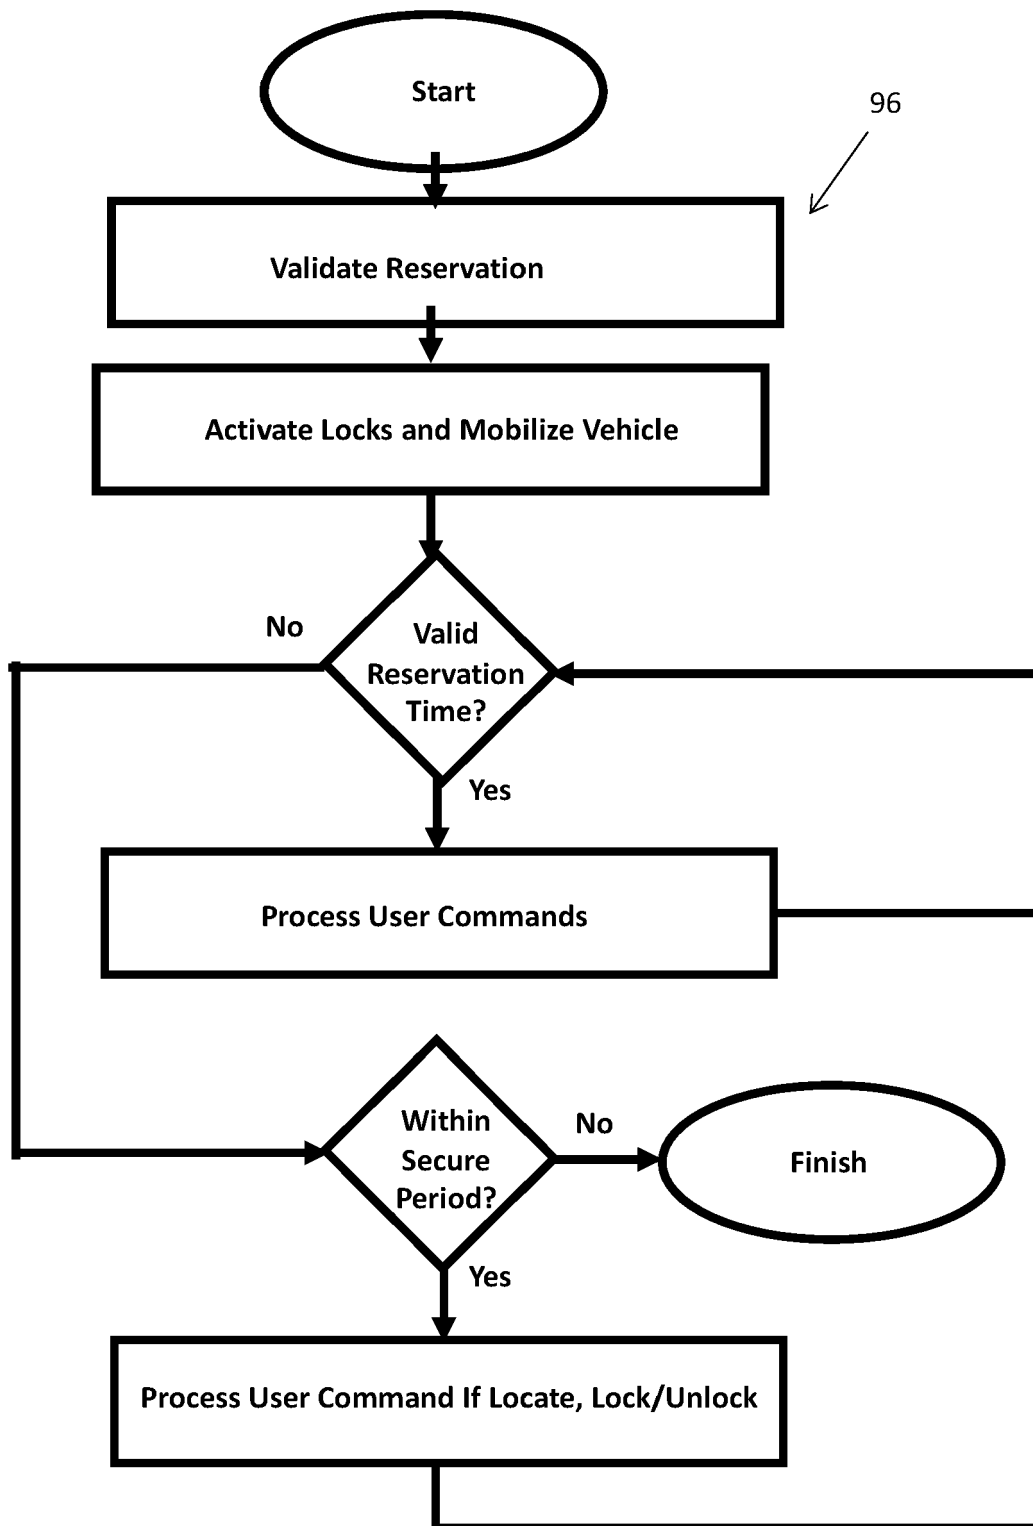 Start
96
Validate Reservation
Activate Locks and Mobilize Vehicle
No
Valid
Reservation
Time?
Yes
Process User Commands
Within
Secure
Period?
No
Finish
Yes
Process User Command If Locate, Lock/Unlock